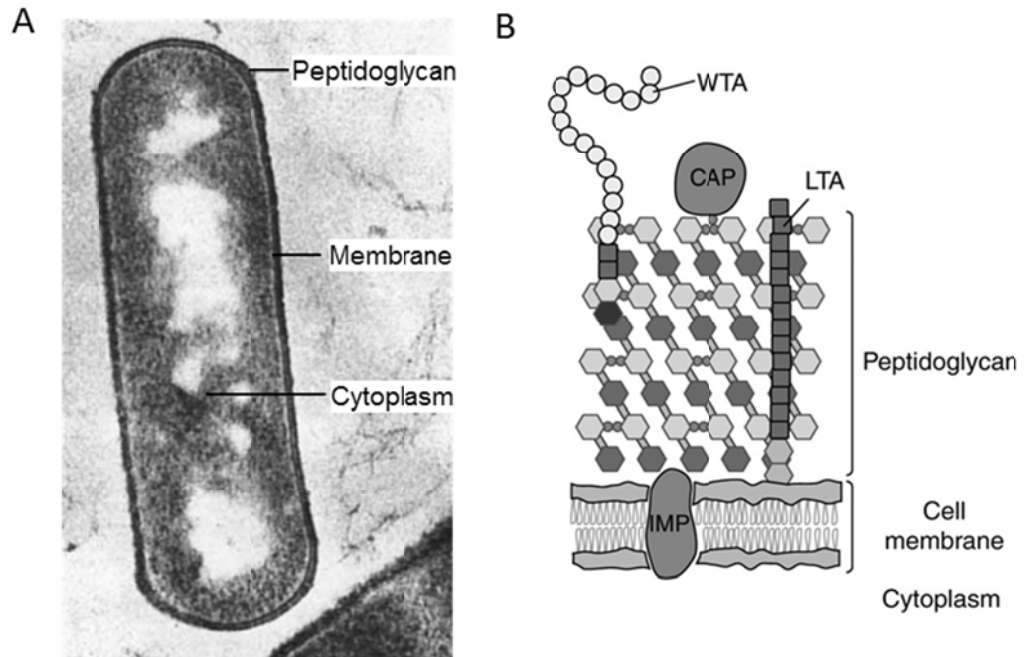 A
Peptidoglycan
Membrane
Cytoplasm
B
WTA
CAP
LTA
Peptidoglycan
IMP
Cell
membrane
Cytoplasm